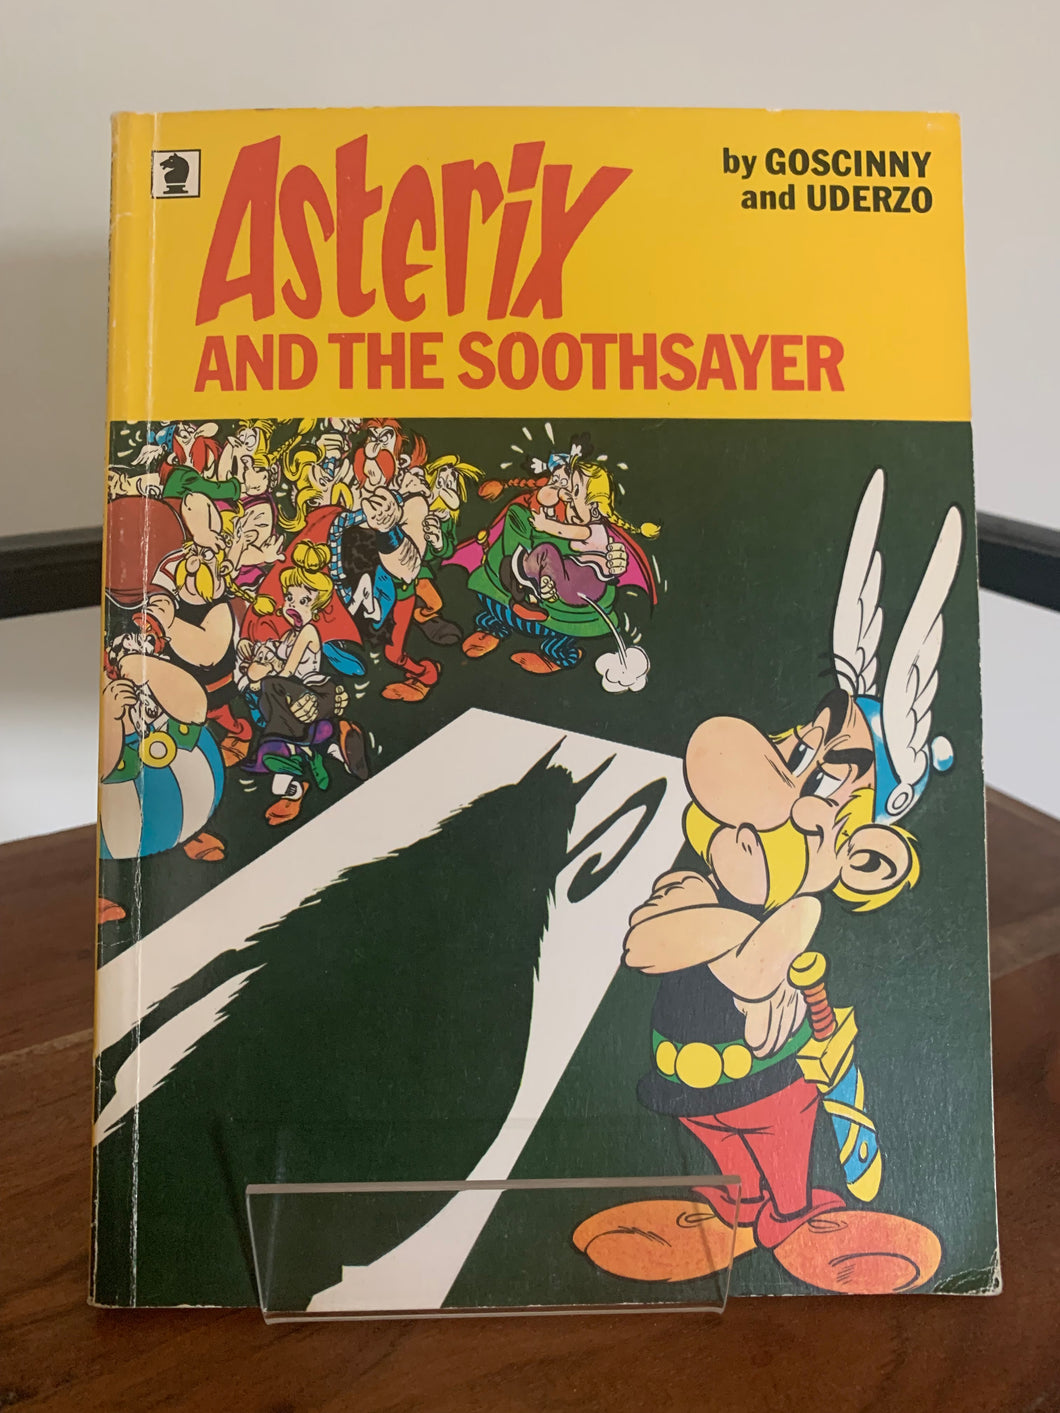 Asterix
AND THE SOOTHSAYER
by GOSCINNY
and UDERZO